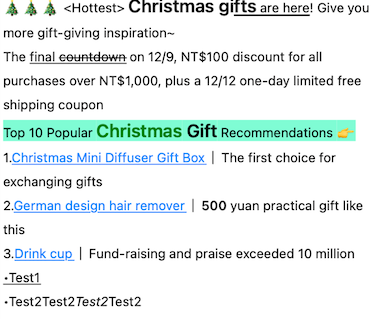 🎄🎄🎄 <Hottest> Christmas gifts are here! Give you
more gift-giving inspiration~
The final countdown on 12/9, NT$100 discount for all
purchases over NT$1,000, plus a 12/12 one-day limited free
shipping coupon
Top 10 Popular Christmas Gift Recommendations 👉
1.Christmas Mini Diffuser Gift Box | The first choice for
exchanging gifts
2.German design hair remover | 500 yuan practical gift like
this
3.Drink cup | Fund-raising and praise exceeded 10 million
•Test1
•Test2Test2Test2Test2